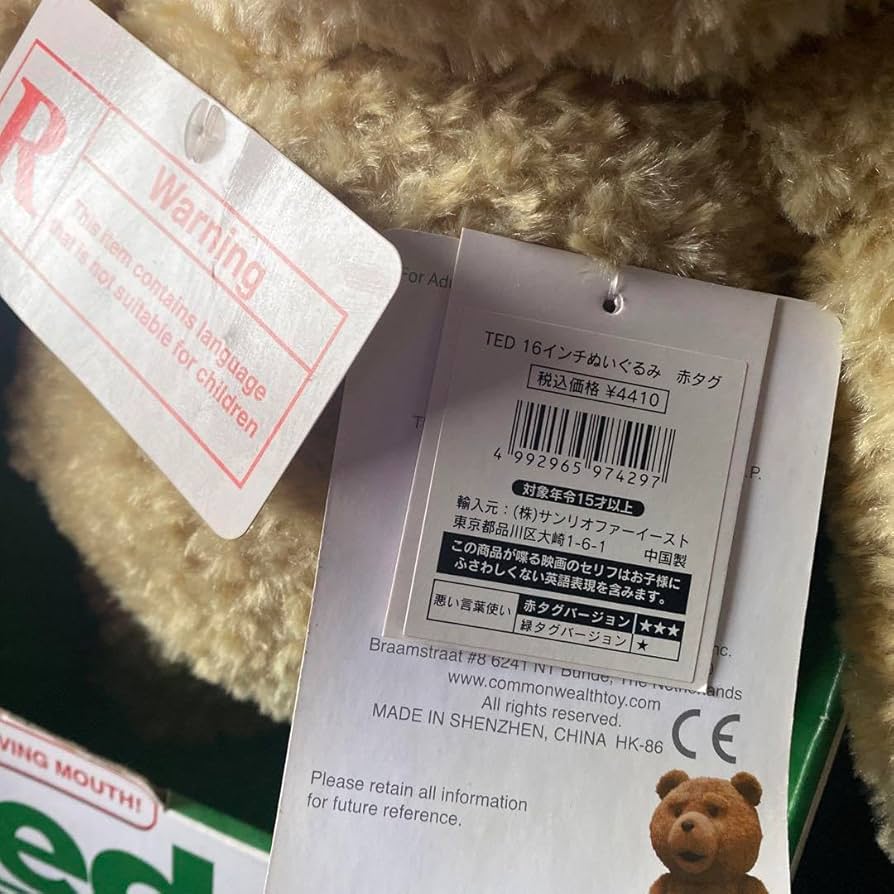 R
Warning
This item contains language
that is not suitable for children
For Ad
TED 16インチぬいぐるみ 赤タグ
税込価格 ¥4410
4 992965 974297
対象年令15才以上
輸入元：(株)サンリオファーイースト
東京都品川区大崎1-6-1 中国製
この商品が喋る映画のセリフはお子様に
ふさわしくない英語表現を含みます。
悪い言葉使い
赤タグバージョン ★★★
緑タグバージョン ★
.P.
nc.
Braamstraat #8 6241 NT Bunde, The Netherlands
www.commonwealthtoy.com
All rights reserved.
MADE IN SHENZHEN, CHINA HK-86
CE
Please retain all information
for future reference.
VING MOUTH!
ed